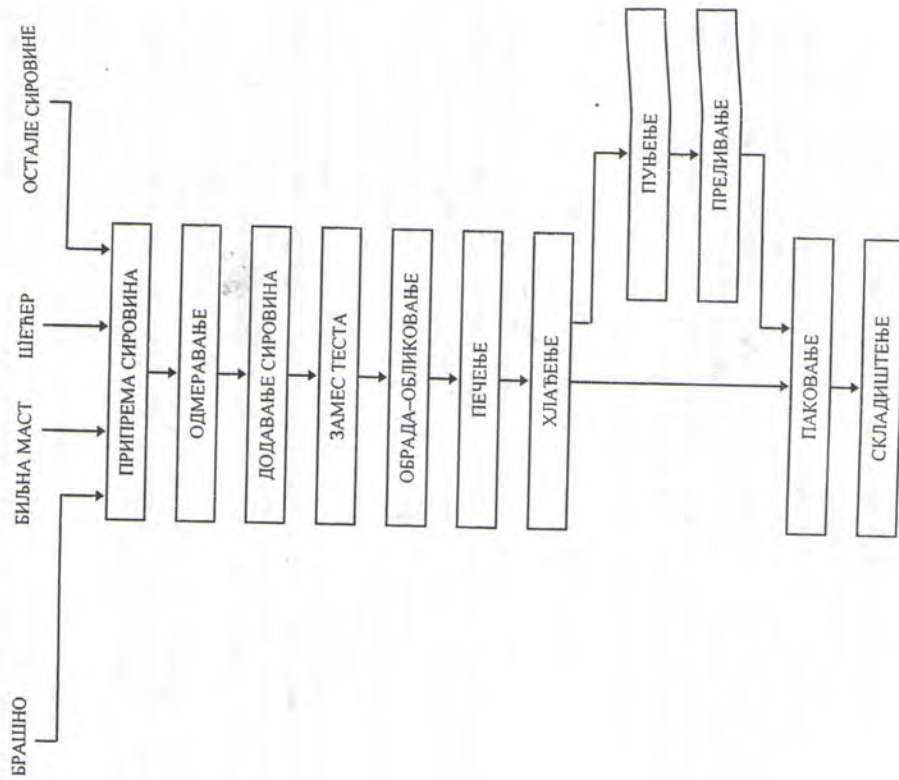 БРАШНО
БИЉНА МАСТ
ШЕЋЕР
ОСТАЛЕ СИРОВИНЕ
ПРИПРЕМА СИРОВИНА
ОДМЕРАВАЊЕ
ДОДАВАЊЕ СИРОВИНА
ЗАМЕС ТЕСТА
ОБРАДА–ОБЛИКОВАЊЕ
ПЕЧЕЊЕ
ХЛАЂЕЊЕ
ПУЊЕЊЕ
ПРЕЛИВАЊЕ
ПАКОВАЊЕ
СКЛАДИШТЕЊЕ